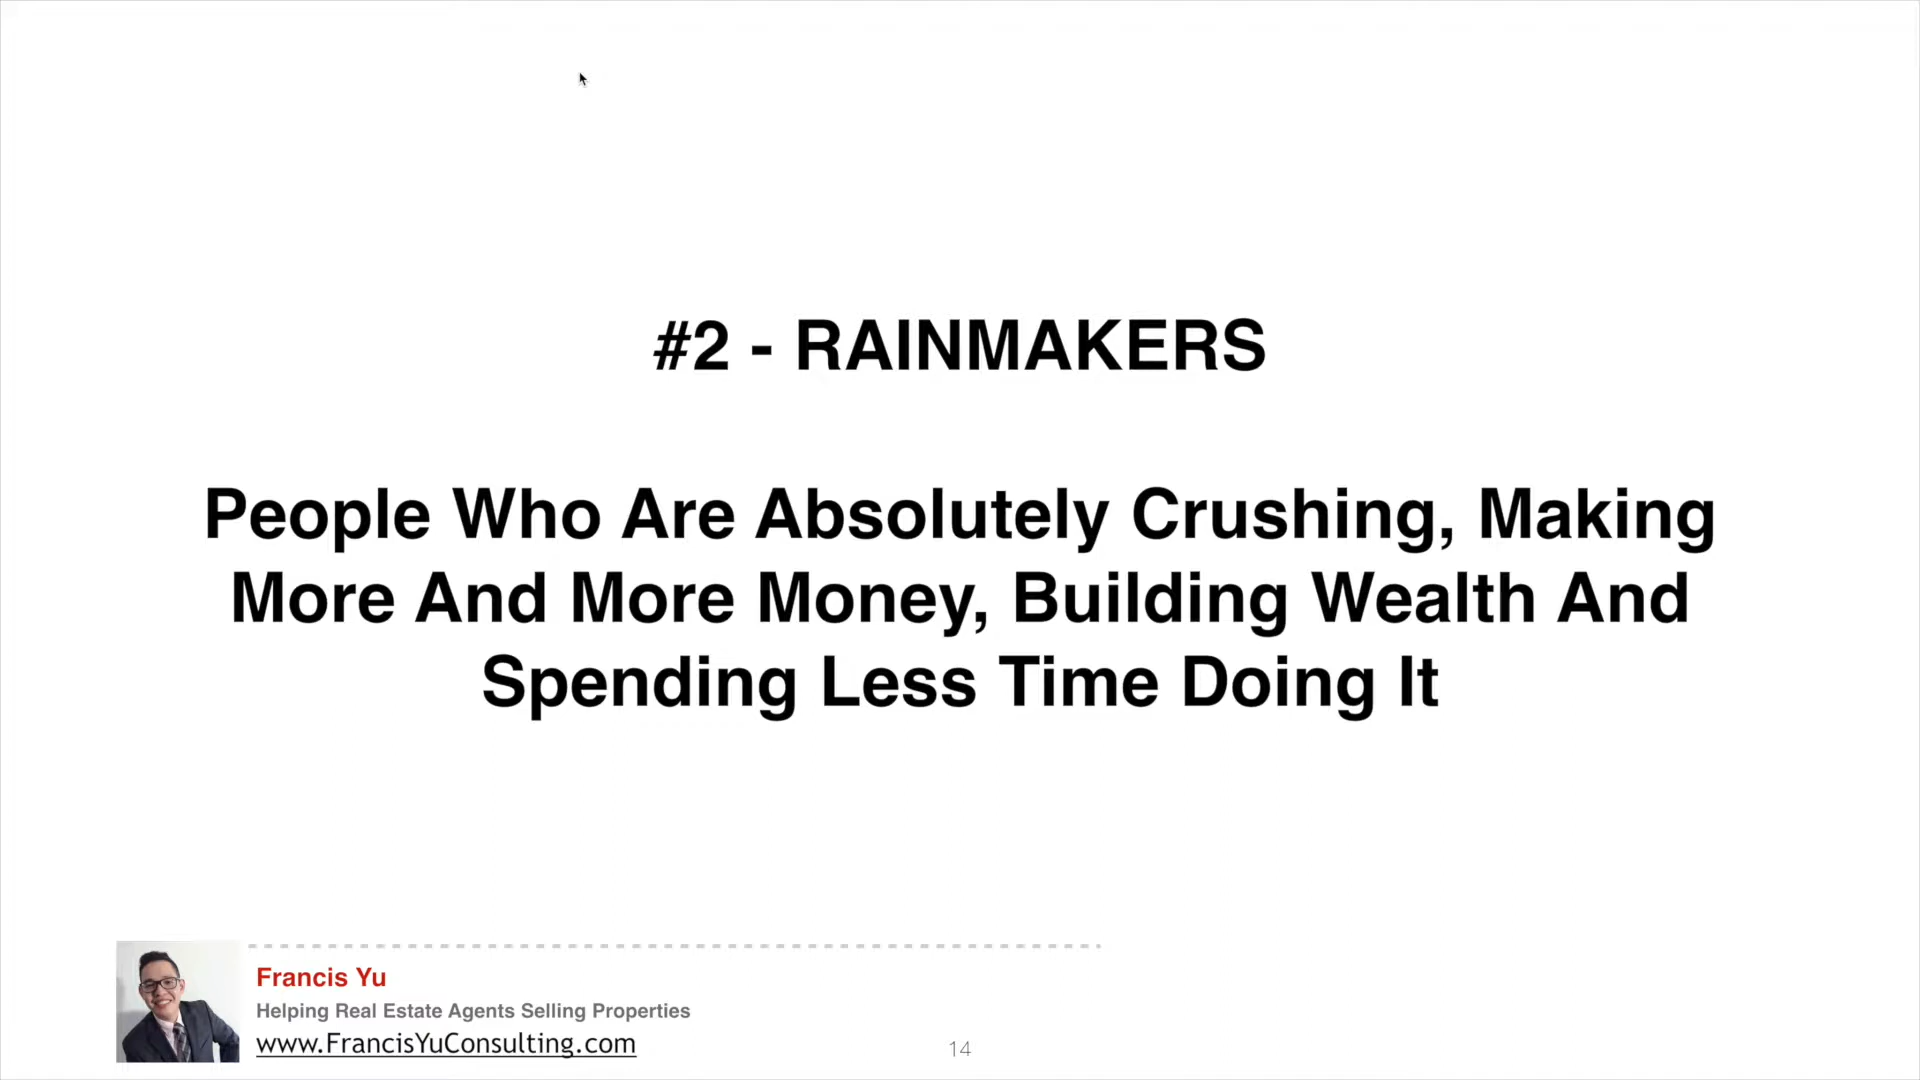 #2 - RAINMAKERS
People Who Are Absolutely Crushing, Making
More And More Money, Building Wealth And
Spending Less Time Doing It
Francis Yu
Helping Real Estate Agents Selling Properties
www.FrancisYuConsulting.com
14